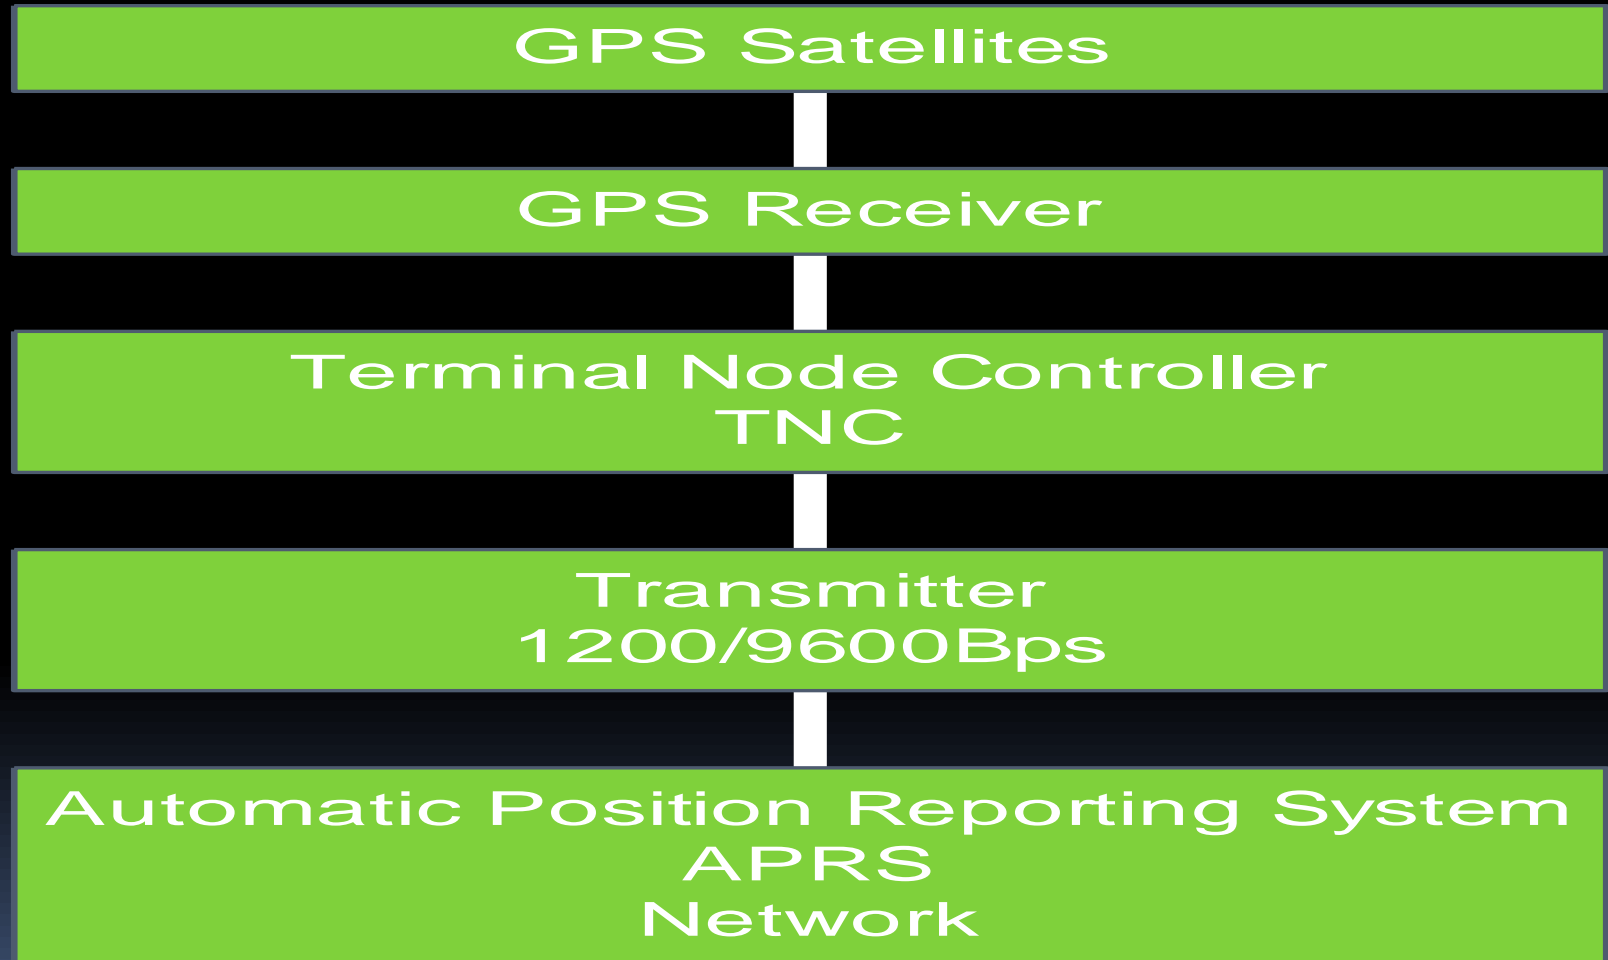 GPS Satellites
GPS Receiver
Terminal Node Controller
TNC
Transmitter
1200/9600Bps
Automatic Position Reporting System
APRS
Network